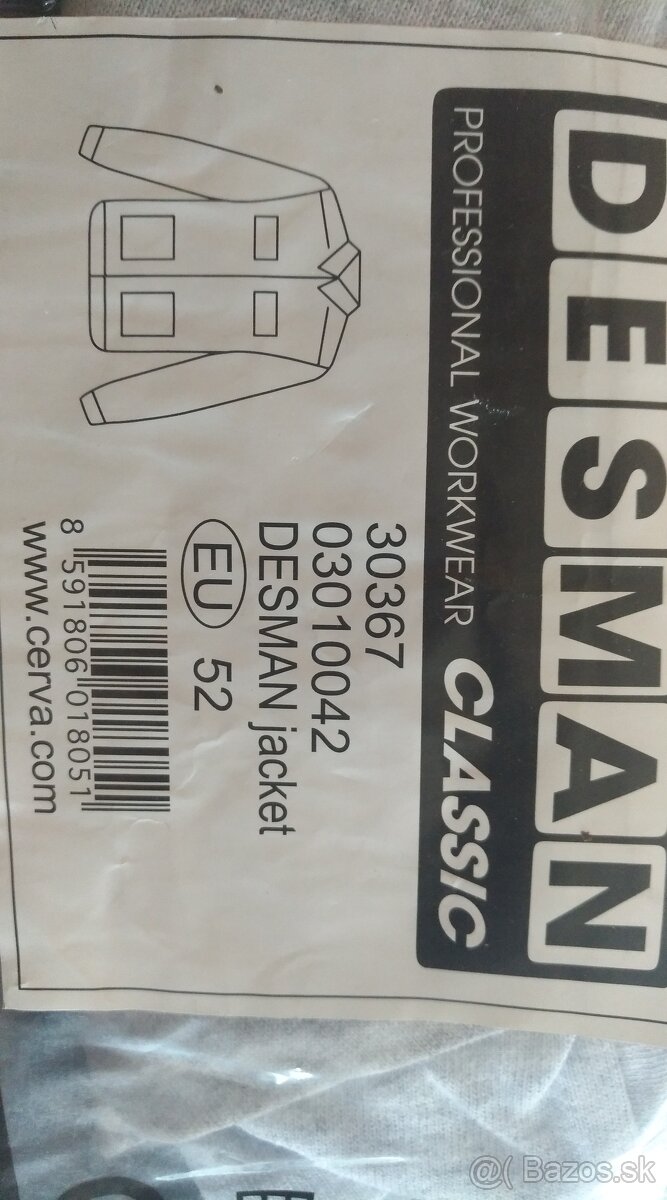 DESMAN
PROFESSIONAL WORKWEAR CLASSIC
30367
03010042
DESMAN jacket
EU 52
8 591806 018051
www.cerva.com
@( Bazos.sk